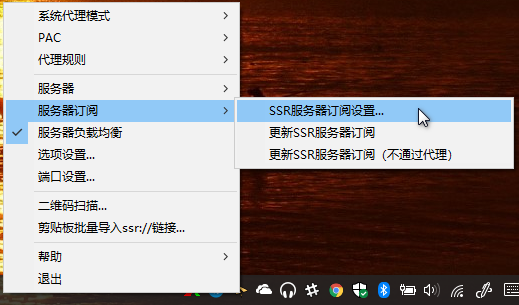 系统代理模式
PAC
代理规则
服务器
服务器订阅
服务器负载均衡
选项设置...
端口设置...
二维码扫描...
剪贴板批量导入ssr://链接...
帮助
退出
SSR服务器订阅设置...
更新SSR服务器订阅
更新SSR服务器订阅（不通过代理）